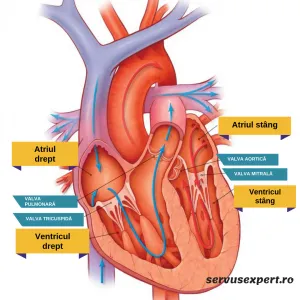 Atriul
drept
VALVA
PULMONARĂ
VALVA TRICUSPIDĂ
Ventriculul
drept
Atriul stâng
VALVA AORTICĂ
VALVA MITRALĂ
Ventriculul
stâng
servusexpert.ro